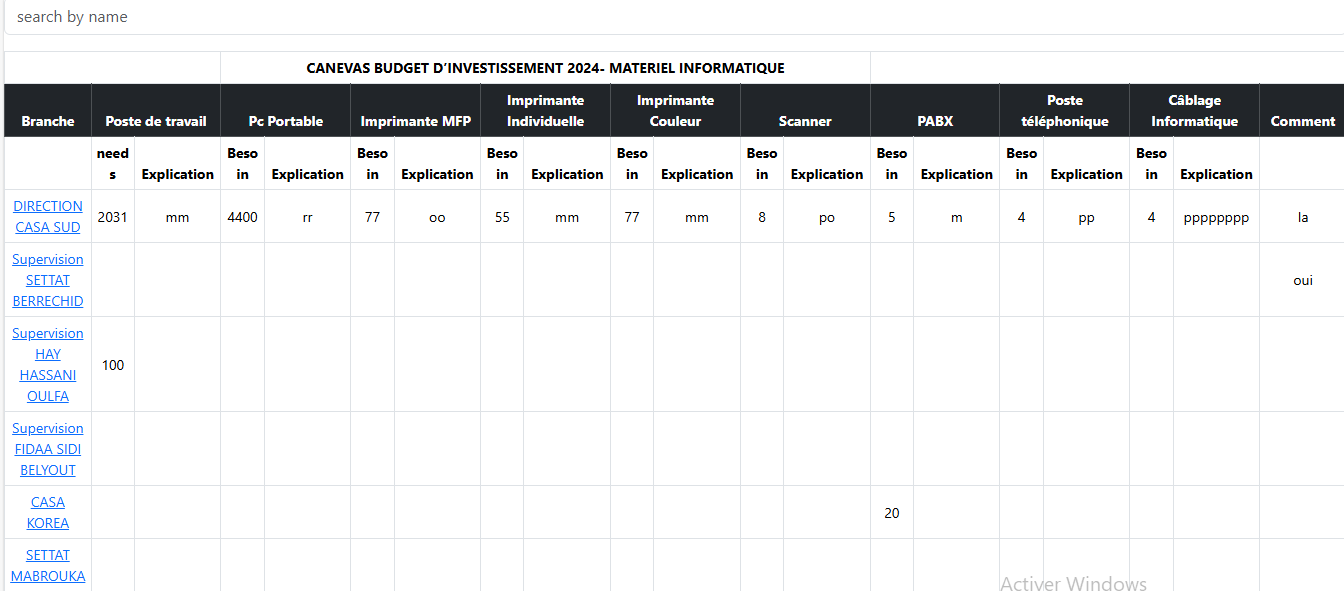 search by name
CANEVAS BUDGET D'INVESTISSEMENT 2024- MATERIEL INFORMATIQUE
Branche Poste de travail Pc Portable Imprimante MFP Imprimante Individuelle Imprimante Couleur Scanner PABX Poste téléphonique Câblage Informatique Comment
needs Explication Besoin Explication Besoin Explication Besoin Explication Besoin Explication Besoin Explication Besoin Explication Besoin Explication Besoin Explication
DIRECTION CASA SUD 2031 mm 4400 rr 77 oo 55 mm 77 mm 8 po 5 m 4 pp 4 pppppppp la
Supervision SETTAT BERRECHID oui
Supervision HAY HASSANI OULFA 100
Supervision FIDAA SIDI BELYOUT
CASA KOREA 20
SETTAT MABROUKA
Activer Windows